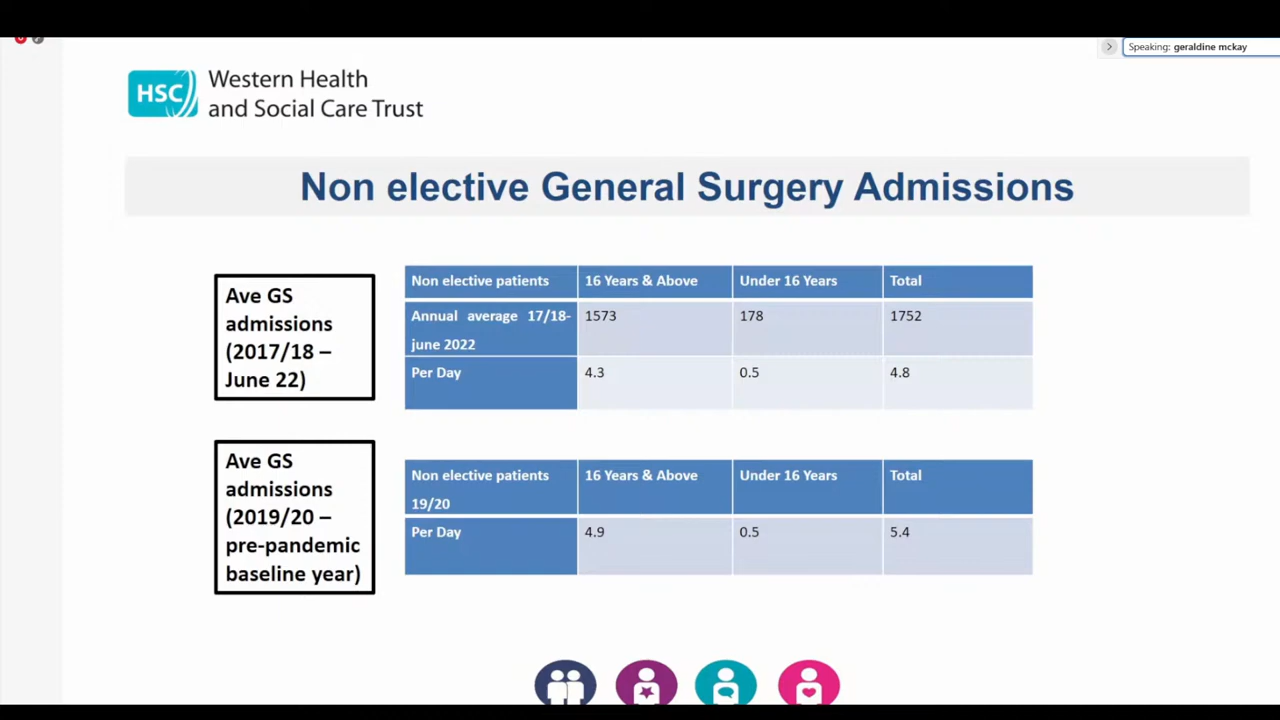 Speaking: geraldine mckay
HSC
Western Health
and Social Care Trust
Non elective General Surgery Admissions
Ave GS
admissions
(2017/18 –
June 22)
Non elective patients 16 Years & Above Under 16 Years Total
Annual average 17/18-
june 2022
1573 178 1752
Per Day 4.3 0.5 4.8
Ave GS
admissions
(2019/20 –
pre-pandemic
baseline year)
Non elective patients
19/20
16 Years & Above Under 16 Years Total
Per Day 4.9 0.5 5.4